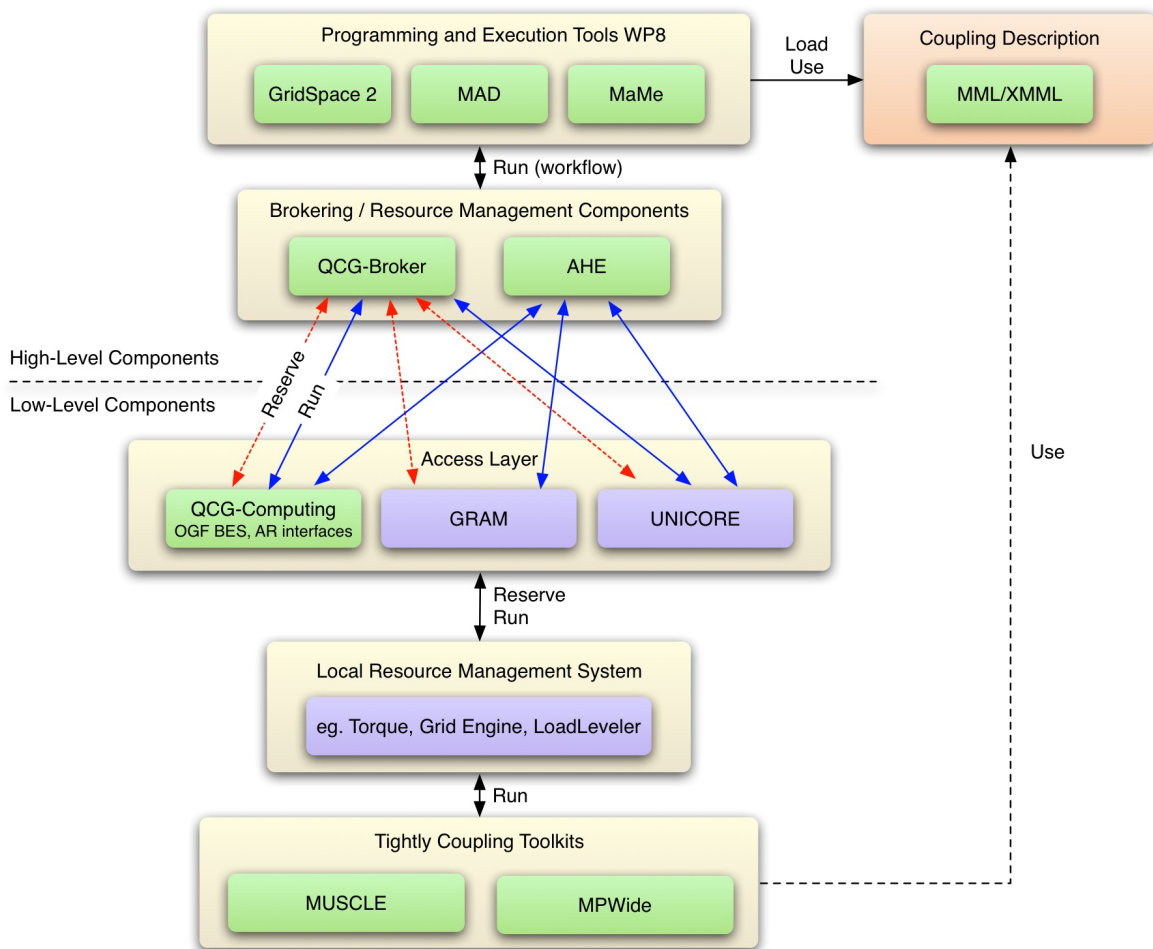 Programming and Execution Tools WP8
GridSpace 2
MAD
MaMe
Load
Use
Coupling Description
MML/XMML
Run (workflow)
Brokering / Resource Management Components
QCG-Broker
AHE
High-Level Components
Low-Level Components
Reserve
Run
Access Layer
QCG-Computing
OGF BES, AR interfaces
GRAM
UNICORE
Use
Reserve
Run
Local Resource Management System
eg. Torque, Grid Engine, LoadLeveler
Run
Tightly Coupling Toolkits
MUSCLE
MPWide